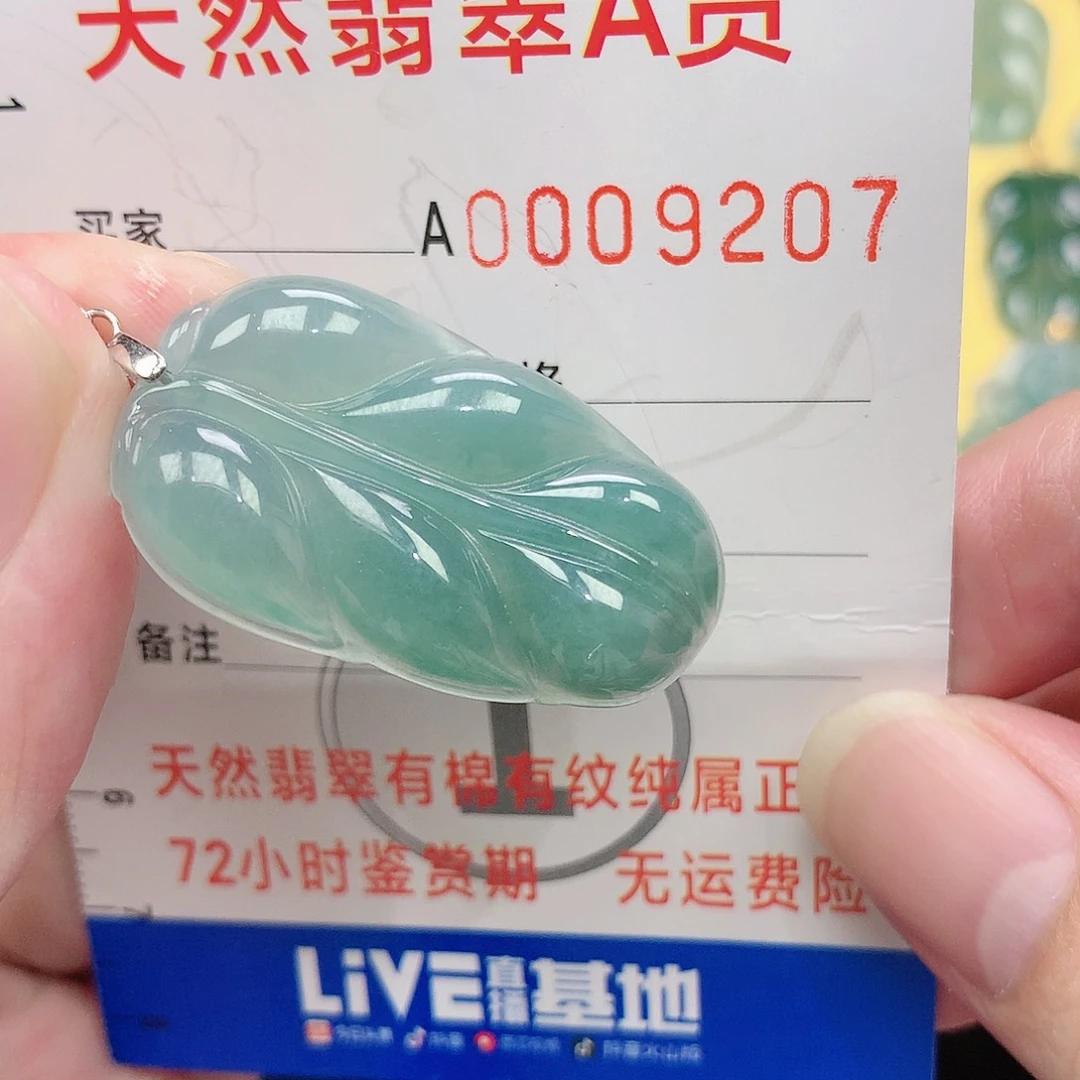 天然翡翠A货
买家
A0009207
备注
天然翡翠有棉有纹纯属正
72小时鉴赏期 无运费险
LiVE直播基地